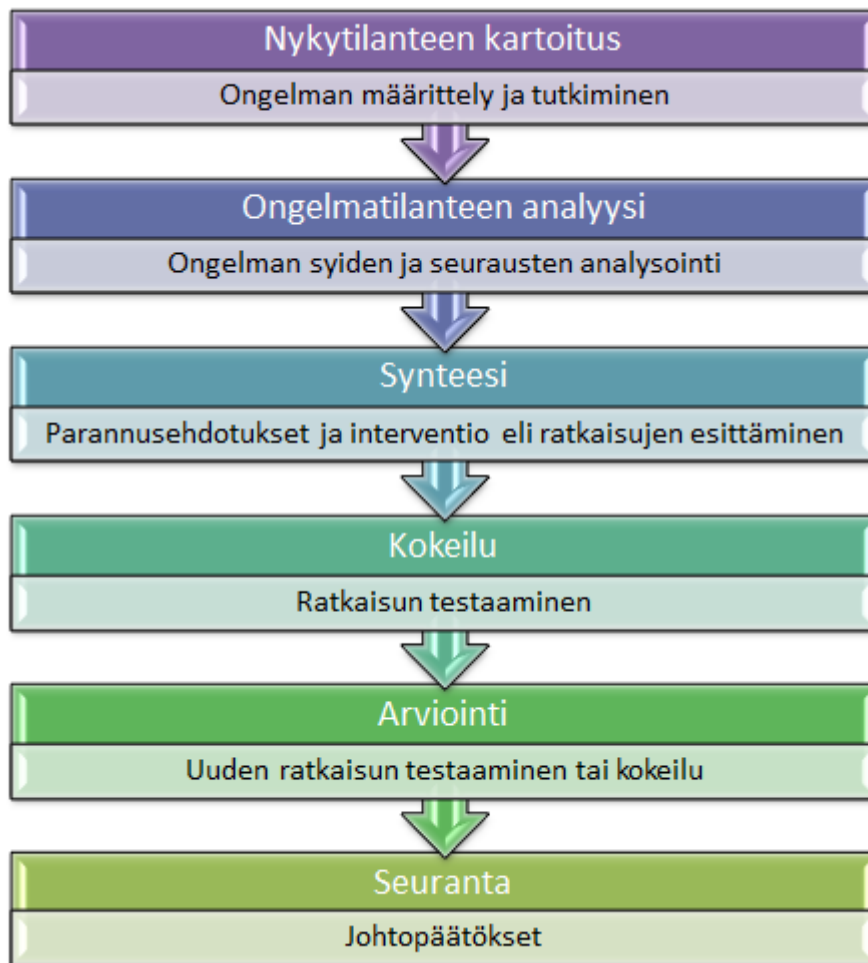 Nykytilanteen kartoitus
Ongelman määrittely ja tutkiminen
Ongelmatilanteen analyysi
Ongelman syiden ja seurausten analysointi
Synteesi
Parannusehdotukset ja interventio eli ratkaisujen esittäminen
Kokeilu
Ratkaisun testaaminen
Arviointi
Uuden ratkaisun testaaminen tai kokeilu
Seuranta
Johtopäätökset